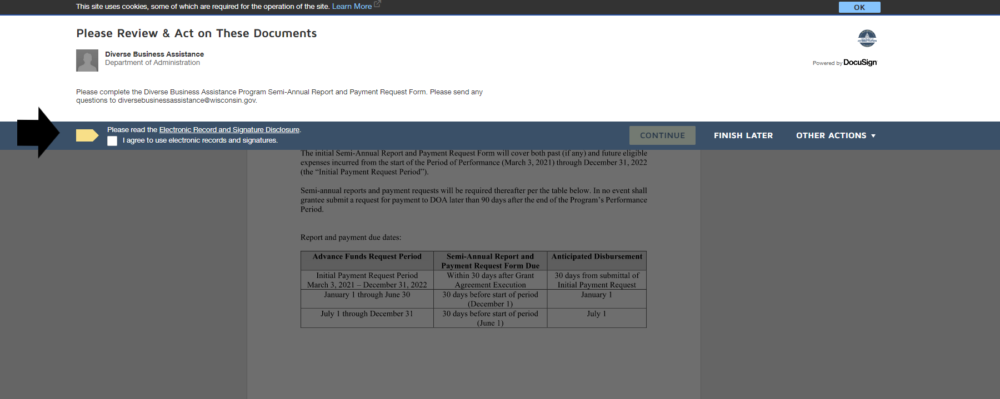 This site uses cookies, some of which are required for the operation of the site. Learn More
OK
Please Review & Act on These Documents
Diverse Business Assistance
Department of Administration
Powered by DocuSign
Please complete the Diverse Business Assistance Program Semi-Annual Report and Payment Request Form. Please send any
questions to diversebusinessassistance@wisconsin.gov.
Please read the Electronic Record and Signature Disclosure.
I agree to use electronic records and signatures.
CONTINUE
FINISH LATER
OTHER ACTIONS
The initial Semi-Annual Report and Payment Request Form will cover both past (if any) and future eligible
expenses incurred from the start of the Period of Performance (March 3, 2021) through December 31, 2022
(the “Initial Payment Request Period”).
Semi-annual reports and payment requests will be required thereafter per the table below. In no event shall
grantee submit a request for payment to DOA later than 90 days after the end of the Program’s Performance
Period.
Report and payment due dates:
Advance Funds Request Period
Semi-Annual Report and
Payment Request Form Due
Anticipated Disbursement
Initial Payment Request Period
March 3, 2021 – December 31, 2022
Within 30 days after Grant
Agreement Execution
30 days from submittal of
Initial Payment Request
January 1 through June 30
30 days before start of period
(December 1)
January 1
July 1 through December 31
30 days before start of period
(June 1)
July 1